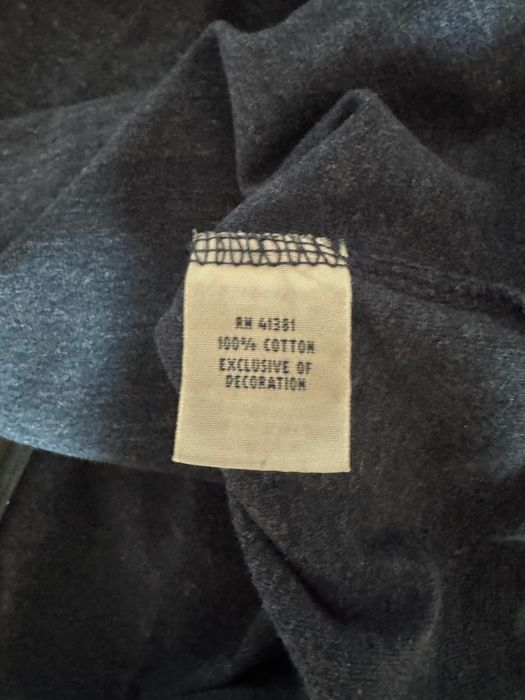 RN 41381
100% COTTON
EXCLUSIVE OF
DECORATION